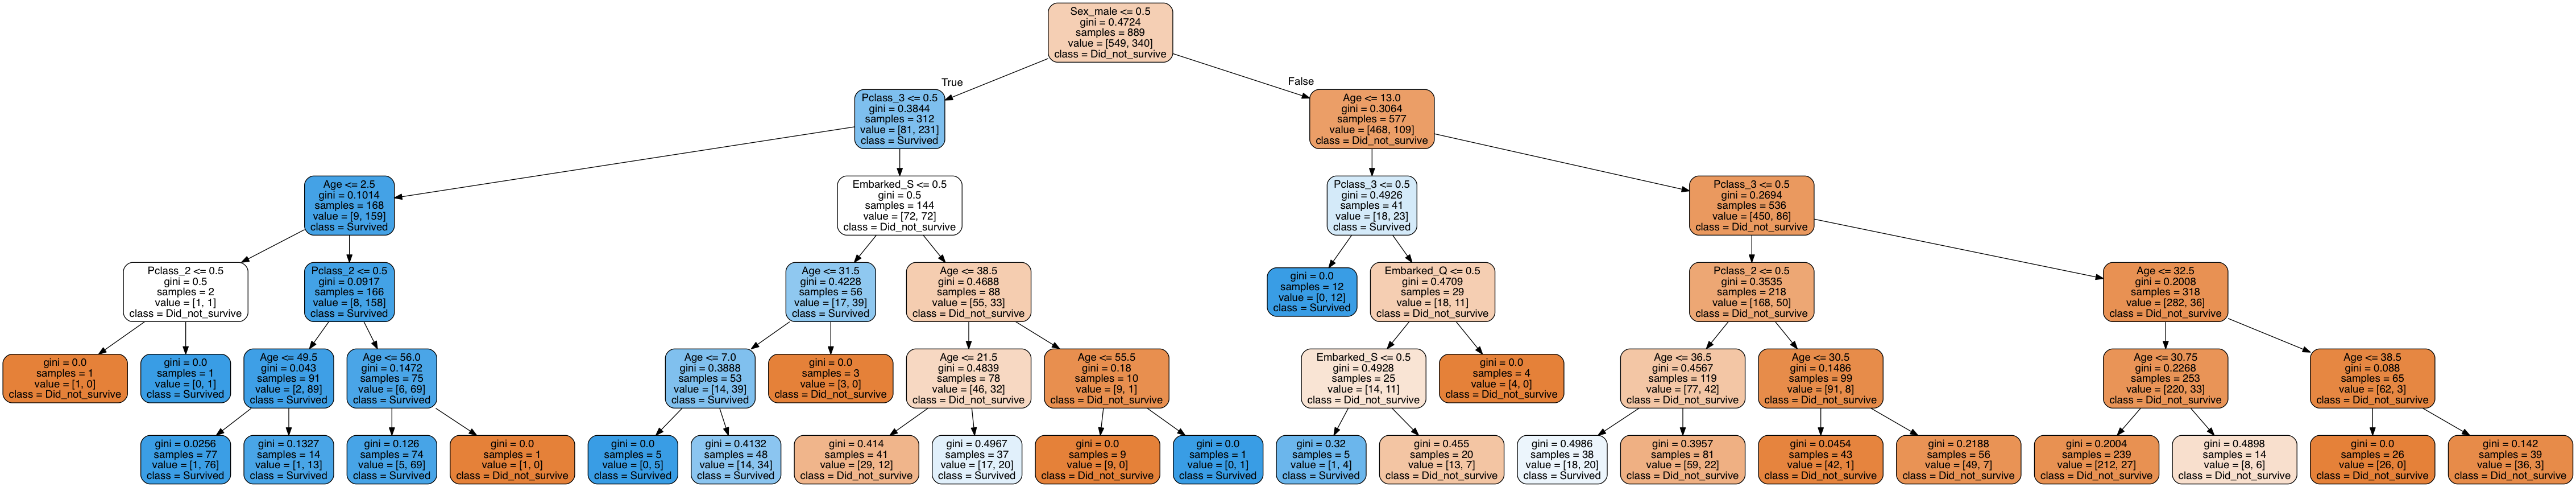 Sex_male <= 0.5
gini = 0.4724
samples = 889
value = [549, 340]
class = Did_not_survive
True
False
Pclass_3 <= 0.5
gini = 0.3844
samples = 312
value = [81, 231]
class = Survived
Age <= 13.0
gini = 0.3064
samples = 577
value = [468, 109]
class = Did_not_survive
Age <= 2.5
gini = 0.1014
samples = 168
value = [9, 159]
class = Survived
Embarked_S <= 0.5
gini = 0.5
samples = 144
value = [72, 72]
class = Did_not_survive
Pclass_3 <= 0.5
gini = 0.4926
samples = 41
value = [18, 23]
class = Survived
Pclass_3 <= 0.5
gini = 0.2694
samples = 536
value = [450, 86]
class = Did_not_survive
Pclass_2 <= 0.5
gini = 0.5
samples = 2
value = [1, 1]
class = Did_not_survive
Pclass_2 <= 0.5
gini = 0.0917
samples = 166
value = [8, 158]
class = Survived
Age <= 31.5
gini = 0.4228
samples = 56
value = [17, 39]
class = Survived
Age <= 38.5
gini = 0.4688
samples = 88
value = [55, 33]
class = Did_not_survive
gini = 0.0
samples = 12
value = [0, 12]
class = Survived
Embarked_Q <= 0.5
gini = 0.4709
samples = 29
value = [18, 11]
class = Did_not_survive
Pclass_2 <= 0.5
gini = 0.3535
samples = 218
value = [168, 50]
class = Did_not_survive
Age <= 32.5
gini = 0.2008
samples = 318
value = [282, 36]
class = Did_not_survive
gini = 0.0
samples = 1
value = [1, 0]
class = Did_not_survive
gini = 0.0
samples = 1
value = [0, 1]
class = Survived
Age <= 49.5
gini = 0.043
samples = 91
value = [2, 89]
class = Survived
Age <= 56.0
gini = 0.1472
samples = 75
value = [6, 69]
class = Survived
Age <= 7.0
gini = 0.3888
samples = 53
value = [14, 39]
class = Survived
gini = 0.0
samples = 3
value = [3, 0]
class = Did_not_survive
Age <= 21.5
gini = 0.4839
samples = 78
value = [46, 32]
class = Did_not_survive
Age <= 55.5
gini = 0.18
samples = 10
value = [9, 1]
class = Did_not_survive
Embarked_S <= 0.5
gini = 0.4928
samples = 25
value = [14, 11]
class = Did_not_survive
gini = 0.0
samples = 4
value = [4, 0]
class = Did_not_survive
Age <= 36.5
gini = 0.4567
samples = 119
value = [77, 42]
class = Did_not_survive
Age <= 30.5
gini = 0.1486
samples = 99
value = [91, 8]
class = Did_not_survive
Age <= 30.75
gini = 0.2268
samples = 253
value = [220, 33]
class = Did_not_survive
Age <= 38.5
gini = 0.088
samples = 65
value = [62, 3]
class = Did_not_survive
gini = 0.0256
samples = 77
value = [1, 76]
class = Survived
gini = 0.1327
samples = 14
value = [1, 13]
class = Survived
gini = 0.126
samples = 74
value = [5, 69]
class = Survived
gini = 0.0
samples = 1
value = [1, 0]
class = Did_not_survive
gini = 0.0
samples = 5
value = [0, 5]
class = Survived
gini = 0.4132
samples = 48
value = [14, 34]
class = Survived
gini = 0.414
samples = 41
value = [29, 12]
class = Did_not_survive
gini = 0.4967
samples = 37
value = [17, 20]
class = Survived
gini = 0.0
samples = 9
value = [9, 0]
class = Did_not_survive
gini = 0.0
samples = 1
value = [0, 1]
class = Survived
gini = 0.32
samples = 5
value = [1, 4]
class = Survived
gini = 0.455
samples = 20
value = [13, 7]
class = Did_not_survive
gini = 0.4986
samples = 38
value = [18, 20]
class = Survived
gini = 0.3957
samples = 81
value = [59, 22]
class = Did_not_survive
gini = 0.0454
samples = 43
value = [42, 1]
class = Did_not_survive
gini = 0.2188
samples = 56
value = [49, 7]
class = Did_not_survive
gini = 0.2004
samples = 239
value = [212, 27]
class = Did_not_survive
gini = 0.4898
samples = 14
value = [8, 6]
class = Did_not_survive
gini = 0.0
samples = 26
value = [26, 0]
class = Did_not_survive
gini = 0.142
samples = 39
value = [36, 3]
class = Did_not_survive